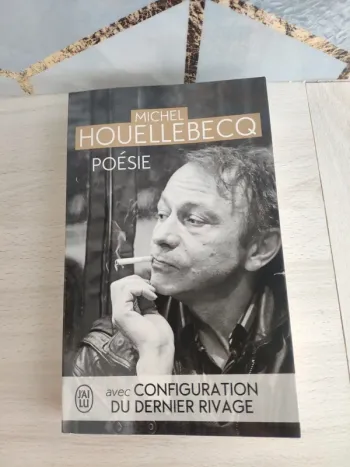 MICHEL
HOUELLEBECQ
POÉSIE
J'AI
LU
avec CONFIGURATION
DU DERNIER RIVAGE